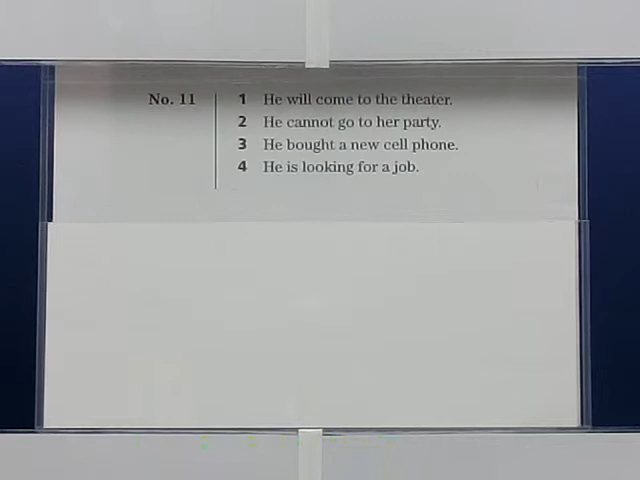 No. 11
1 He will come to the theater.
2 He cannot go to her party.
3 He bought a new cell phone.
4 He is looking for a job.